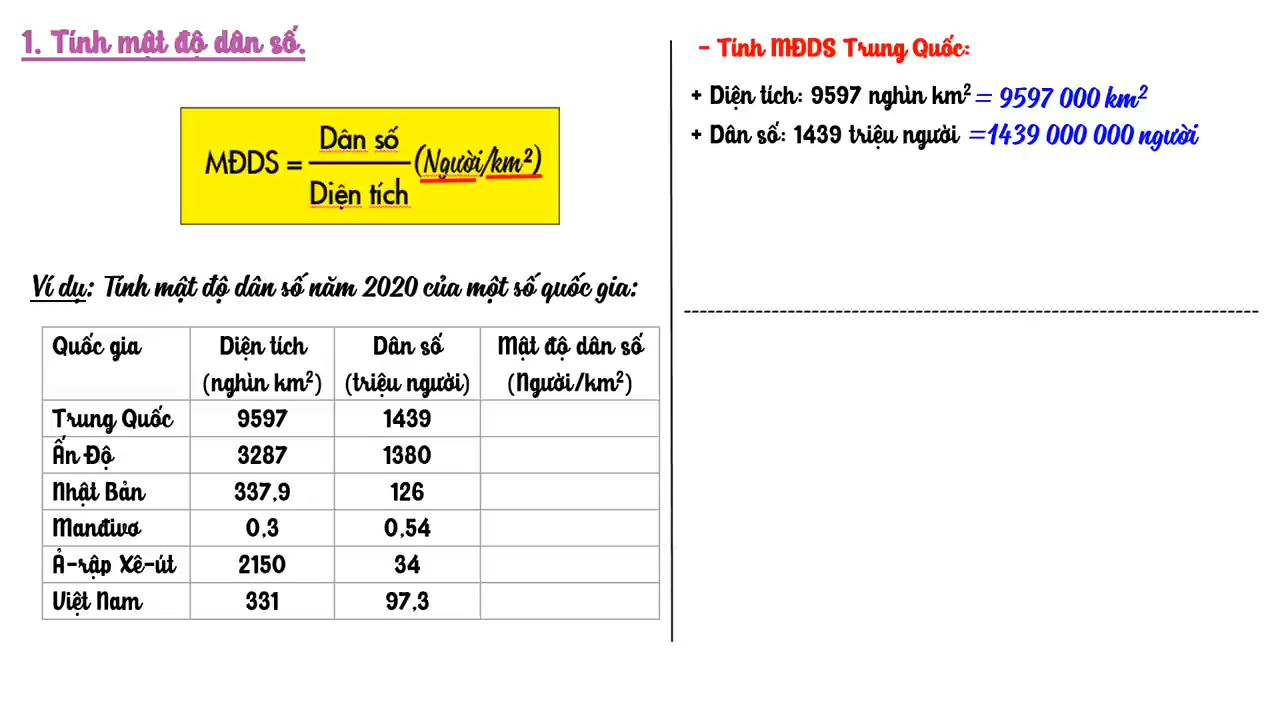 1. Tính mật độ dân số.
MĐDS = Dân số / Diện tích (Người/km²)
Ví dụ: Tính mật độ dân số năm 2020 của một số quốc gia:
Quốc gia Diện tích (nghìn km²) Dân số (triệu người) Mật độ dân số (Người/km²)
Trung Quốc 9597 1439
Ấn Độ 3287 1380
Nhật Bản 337,9 126
Manđivơ 0,3 0,54
Ả-rập Xê-út 2150 34
Việt Nam 331 97,3
- Tính MĐDS Trung Quốc:
+ Diện tích: 9597 nghìn km² = 9597 000 km²
+ Dân số: 1439 triệu người =1439 000 000 người